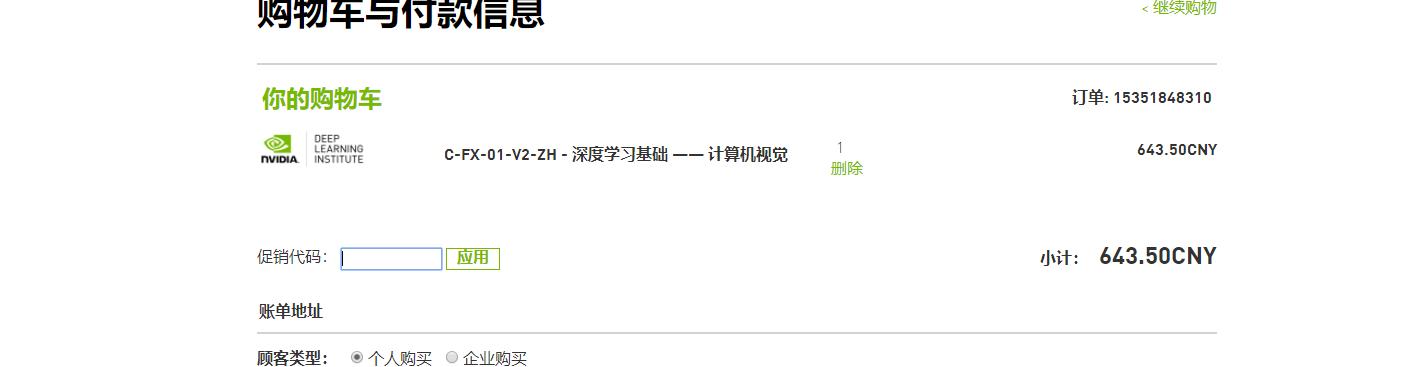 购物车与付款信息
< 继续购物
你的购物车
订单: 15351848310
NVIDIA.
DEEP
LEARNING
INSTITUTE
C-FX-01-V2-ZH - 深度学习基础 —— 计算机视觉
1
删除
643.50CNY
促销代码：
应用
小计： 643.50CNY
账单地址
顾客类型： 个人购买 企业购买